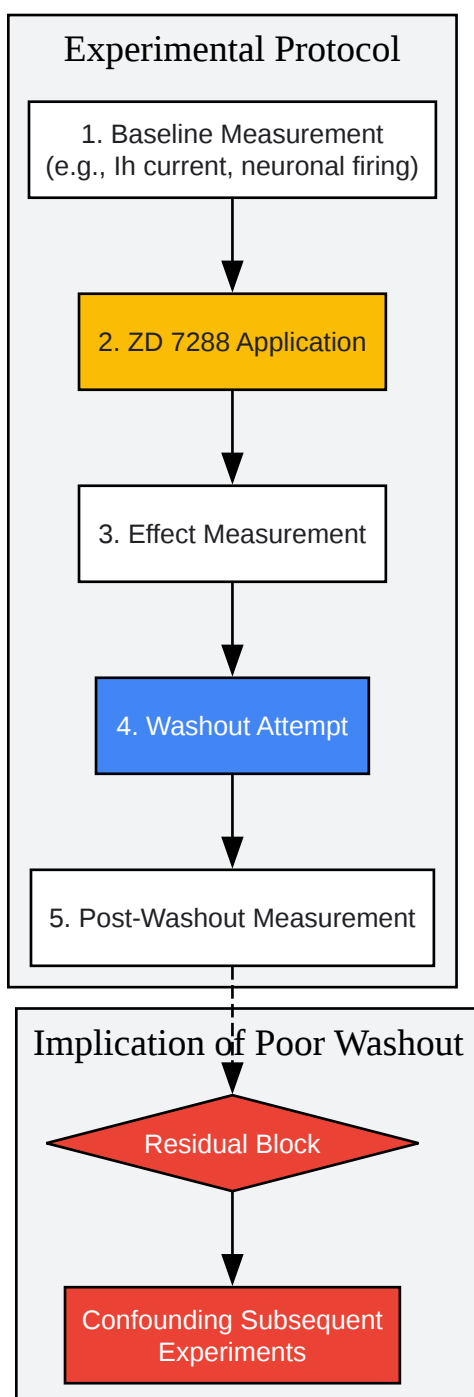 Experimental Protocol
1. Baseline Measurement
(e.g., Ih current, neuronal firing)
2. ZD 7288 Application
3. Effect Measurement
4. Washout Attempt
5. Post-Washout Measurement
Implication of Poor Washout
Residual Block
Confounding Subsequent
Experiments